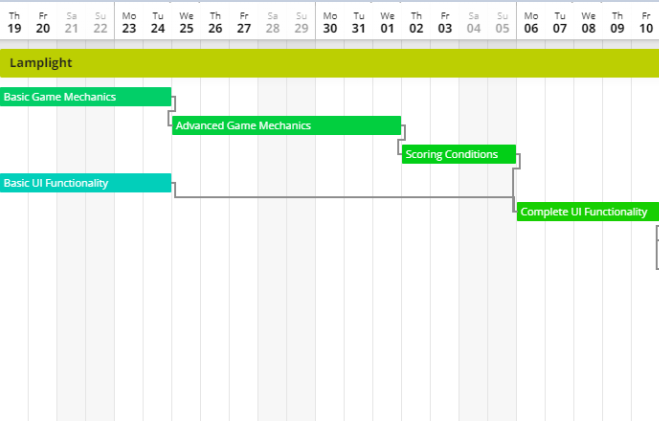 Th Fr Sa Su Mo Tu We Th Fr Sa Su Mo Tu We Th Fr Sa Su Mo Tu We Th Fr
19 20 21 22 23 24 25 26 27 28 29 30 31 01 02 03 04 05 06 07 08 09 10
Lamplight
Basic Game Mechanics
Advanced Game Mechanics
Scoring Conditions
Basic UI Functionality
Complete UI Functionality